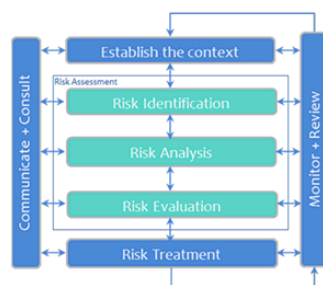 Establish the context
Risk Assessment
Risk Identification
Risk Analysis
Risk Evaluation
Risk Treatment
Communicate + Consult
Monitor + Review